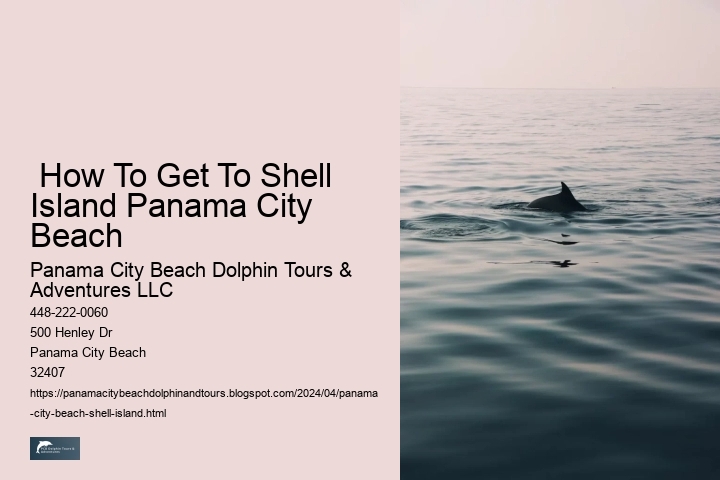 How To Get To Shell
Island Panama City
Beach
Panama City Beach Dolphin Tours &
Adventures LLC
448-222-0060
500 Henley Dr
Panama City Beach
32407
https://panamacitybeachdolphinandtours.blogspot.com/2024/04/panama
-city-beach-shell-island.html